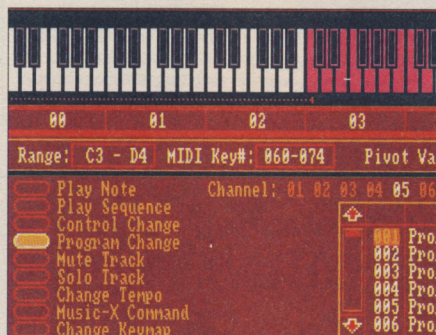 00 01 02 03
Range: C3 - D4 MIDI Key#: 060-074 Pivot Va
Play Note Channel: 01 02 03 04 05 06
Play Sequence
Control Change
Program Change 001 Pro
Mute Track 002 Pro
Solo Track 003 Pro
Change Tempo 004 Pro
Music-X Command 005 Pro
Change Keymap 006 Pro